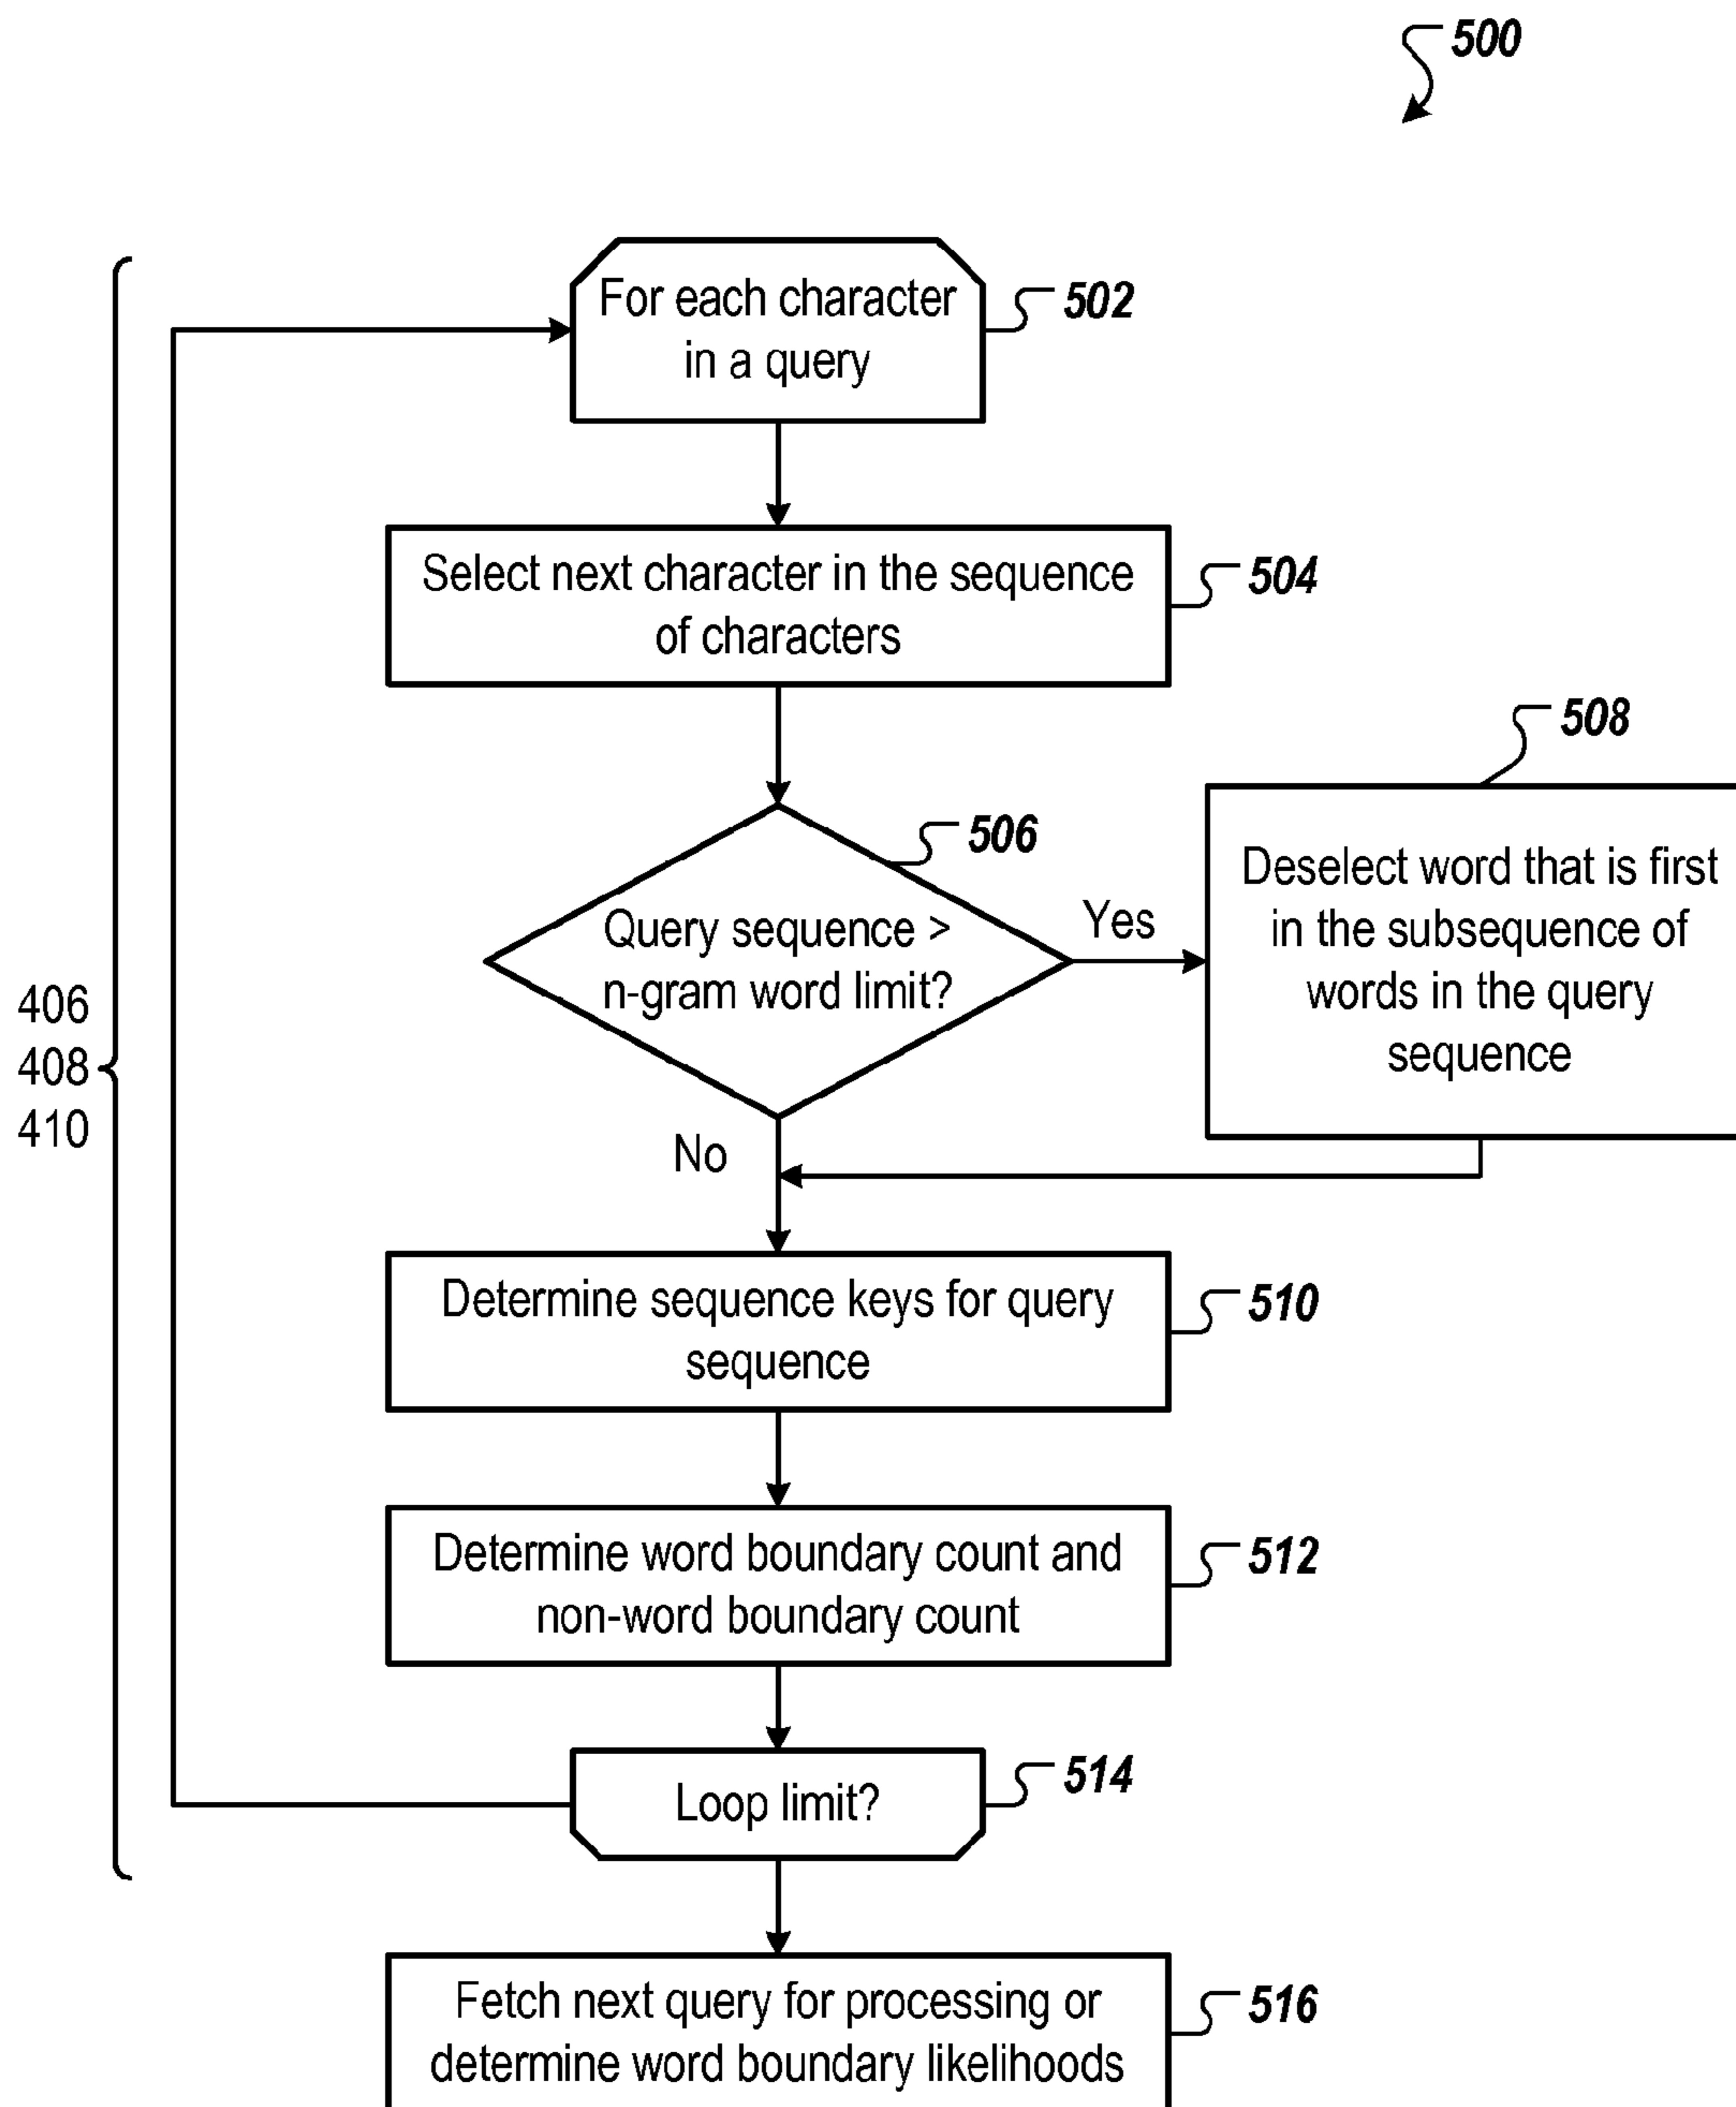 500
For each character
in a query
502
Select next character in the sequence
of characters
504
508
506
Query sequence >
n-gram word limit?
Yes
Deselect word that is first
in the subsequence of
words in the query
sequence
406
408
410
No
Determine sequence keys for query
sequence
510
Determine word boundary count and
non-word boundary count
512
Loop limit?
514
Fetch next query for processing or
determine word boundary likelihoods
516